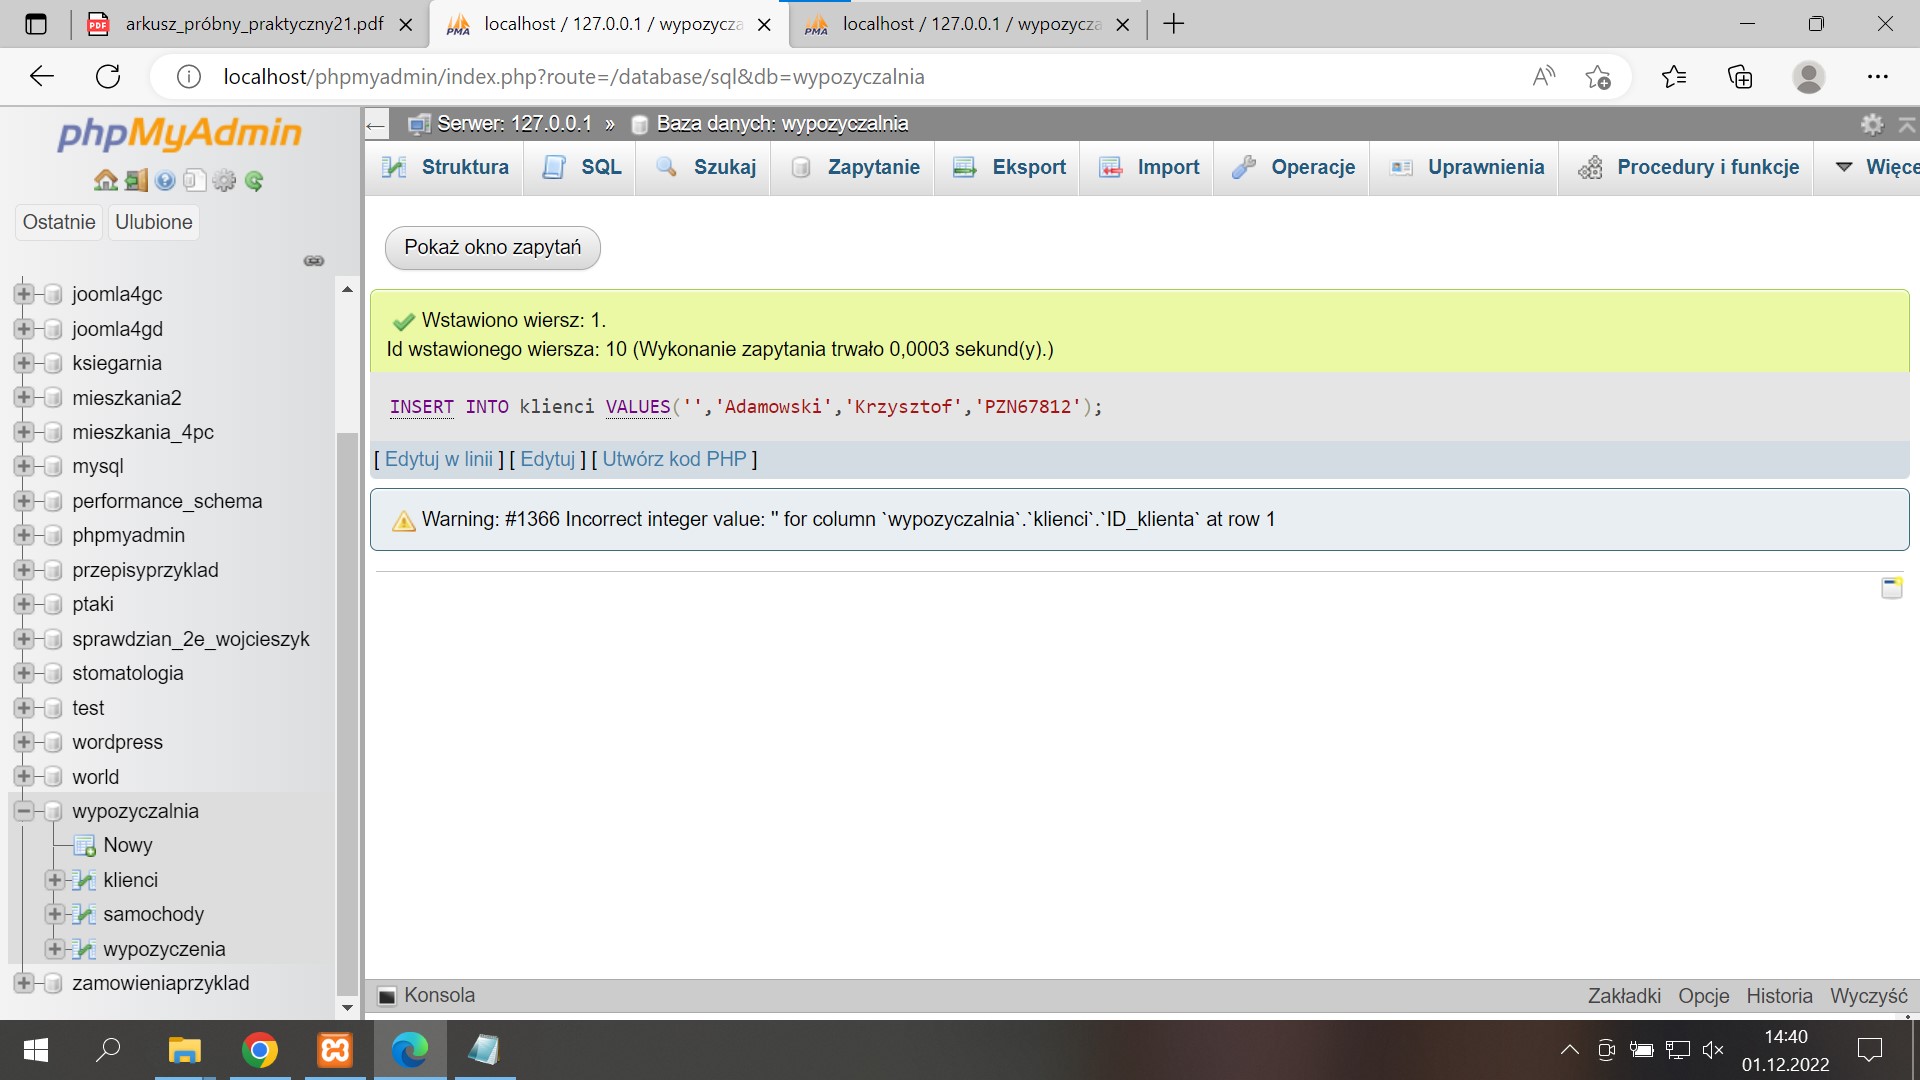 arkusz_próbny_praktyczny21.pdf
localhost / 127.0.0.1 / wypozycza
localhost / 127.0.0.1 / wypozycza
localhost/phpmyadmin/index.php?route=/database/sql&db=wypozyczalnia
phpMyAdmin
Ostatnie Ulubione
joomla4gc
joomla4gd
ksiegarnia
mieszkania2
mieszkania_4pc
mysql
performance_schema
phpmyadmin
przepisyprzyklad
ptaki
sprawdzian_2e_wojcieszyk
stomatologia
test
wordpress
world
wypozyczalnia
Nowy
klienci
samochody
wypozyczenia
zamowieniaprzyklad
Serwer: 127.0.0.1 » Baza danych: wypozyczalnia
Struktura SQL Szukaj Zapytanie Eksport Import Operacje Uprawnienia Procedury i funkcje Więce
Pokaż okno zapytań
Wstawiono wiersz: 1.
Id wstawionego wiersza: 10 (Wykonanie zapytania trwało 0,0003 sekund(y).)
INSERT INTO klienci VALUES('','Adamowski','Krzysztof','PZN67812');
[ Edytuj w linii ] [ Edytuj ] [ Utwórz kod PHP ]
Warning: #1366 Incorrect integer value: '' for column `wypozyczalnia`.`klienci`.`ID_klienta` at row 1
Konsola
Zakładki Opcje Historia Wyczyść
14:40
01.12.2022